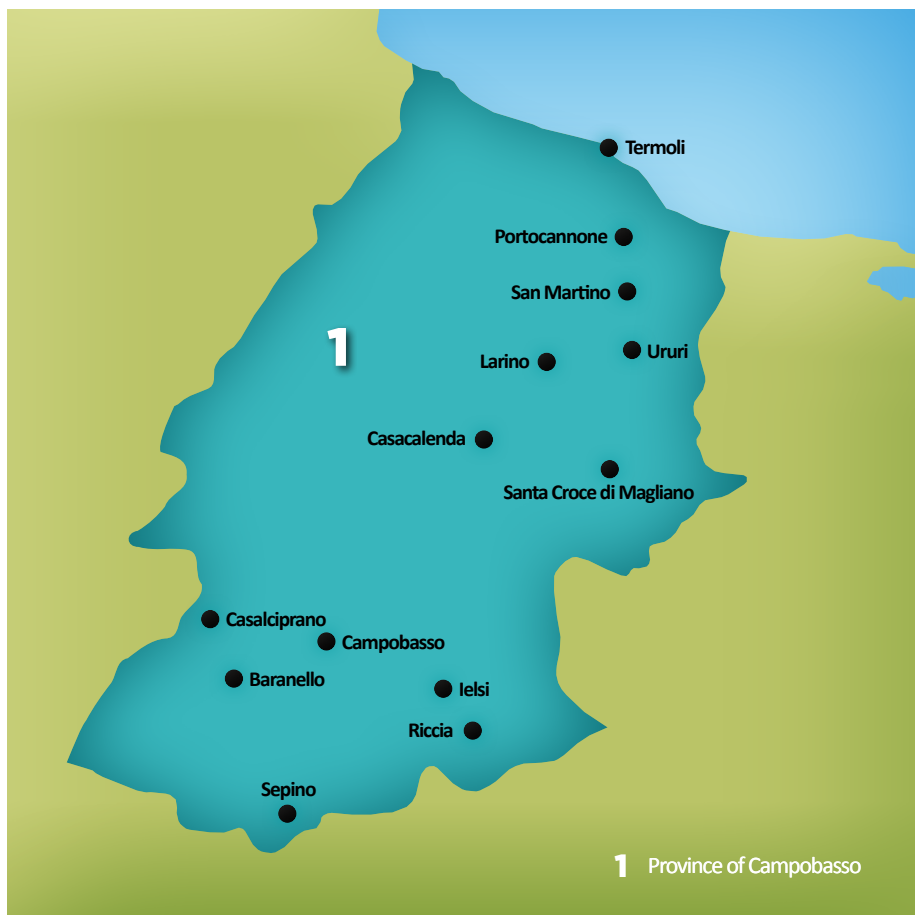 Termoli
Portocannone
San Martino
1
Ururi
Larino
Casacalenda
Santa Croce di Magliano
Casalciprano
Campobasso
Baranello
Ielsi
Riccia
Sepino
1 Province of Campobasso